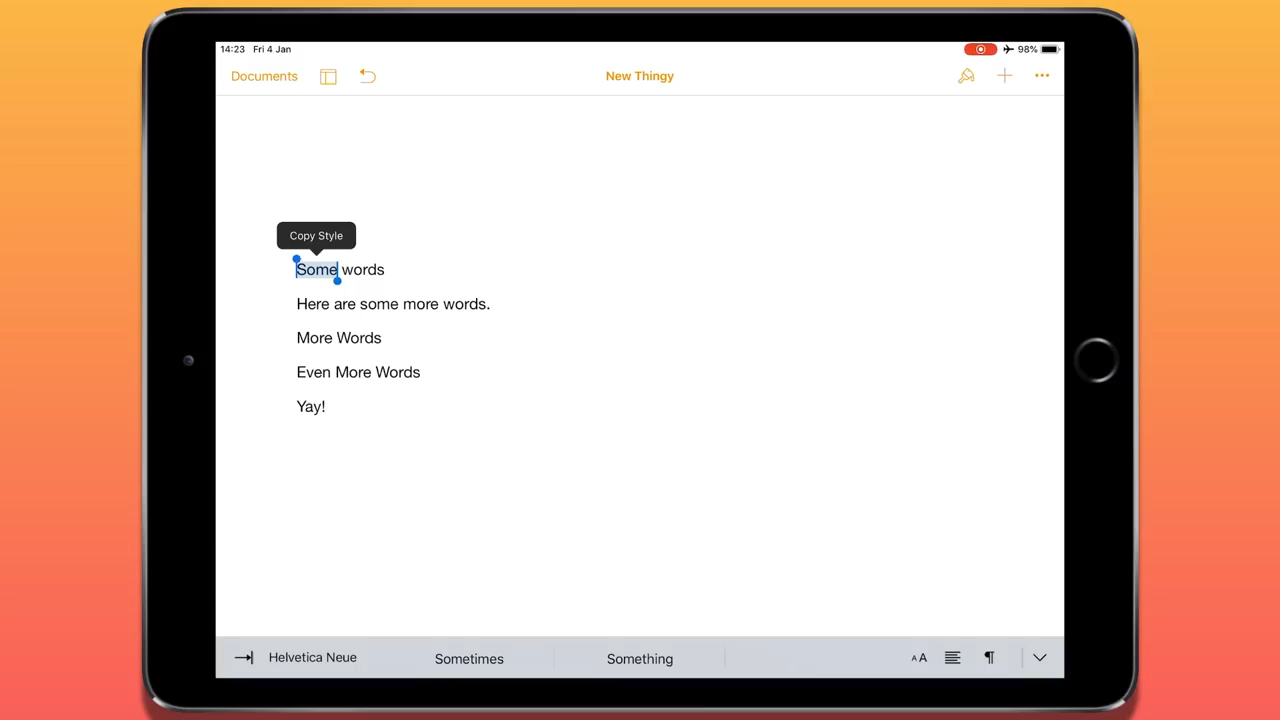 14:23 Fri 4 Jan 98%
Documents New Thingy
Copy Style
Some words
Here are some more words.
More Words
Even More Words
Yay!
Helvetica Neue Sometimes Something AA ¶